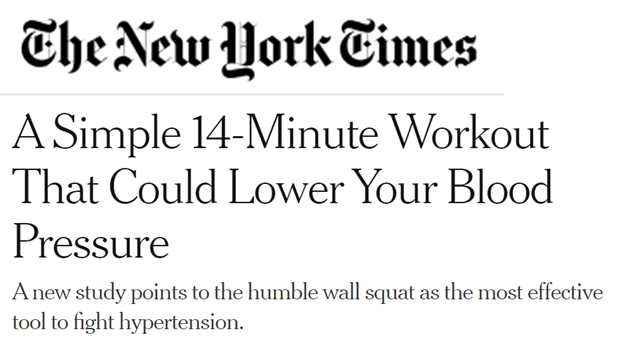 The New York Times
A Simple 14-Minute Workout
That Could Lower Your Blood
Pressure
A new study points to the humble wall squat as the most effective
tool to fight hypertension.